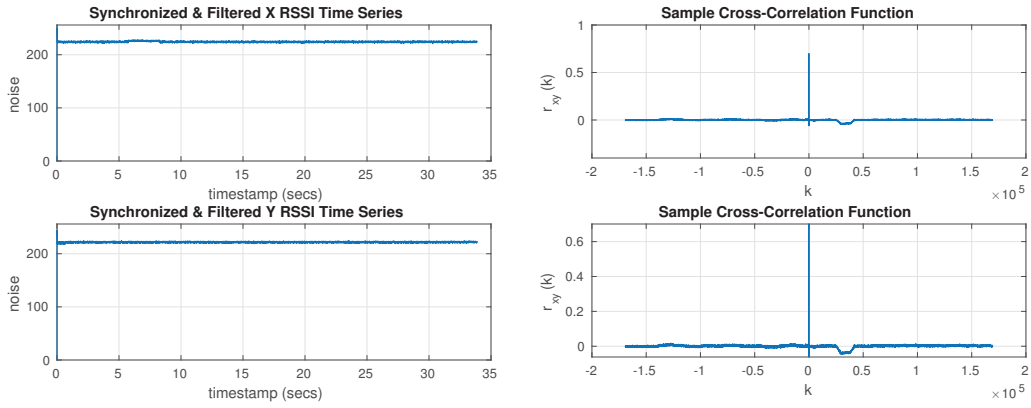 Synchronized & Filtered X RSSI Time Series
noise
200
100
0
0 5 10 15 20 25 30 35
timestamp (secs)
Sample Cross-Correlation Function
r xy (k)
1
0.5
0
-2 -1.5 -1 -0.5 0 0.5 1 1.5 2
k
× 10 5
Synchronized & Filtered Y RSSI Time Series
noise
200
100
0
0 5 10 15 20 25 30 35
timestamp (secs)
Sample Cross-Correlation Function
r xy (k)
0.6
0.4
0.2
0
-2 -1.5 -1 -0.5 0 0.5 1 1.5 2
k
× 10 5